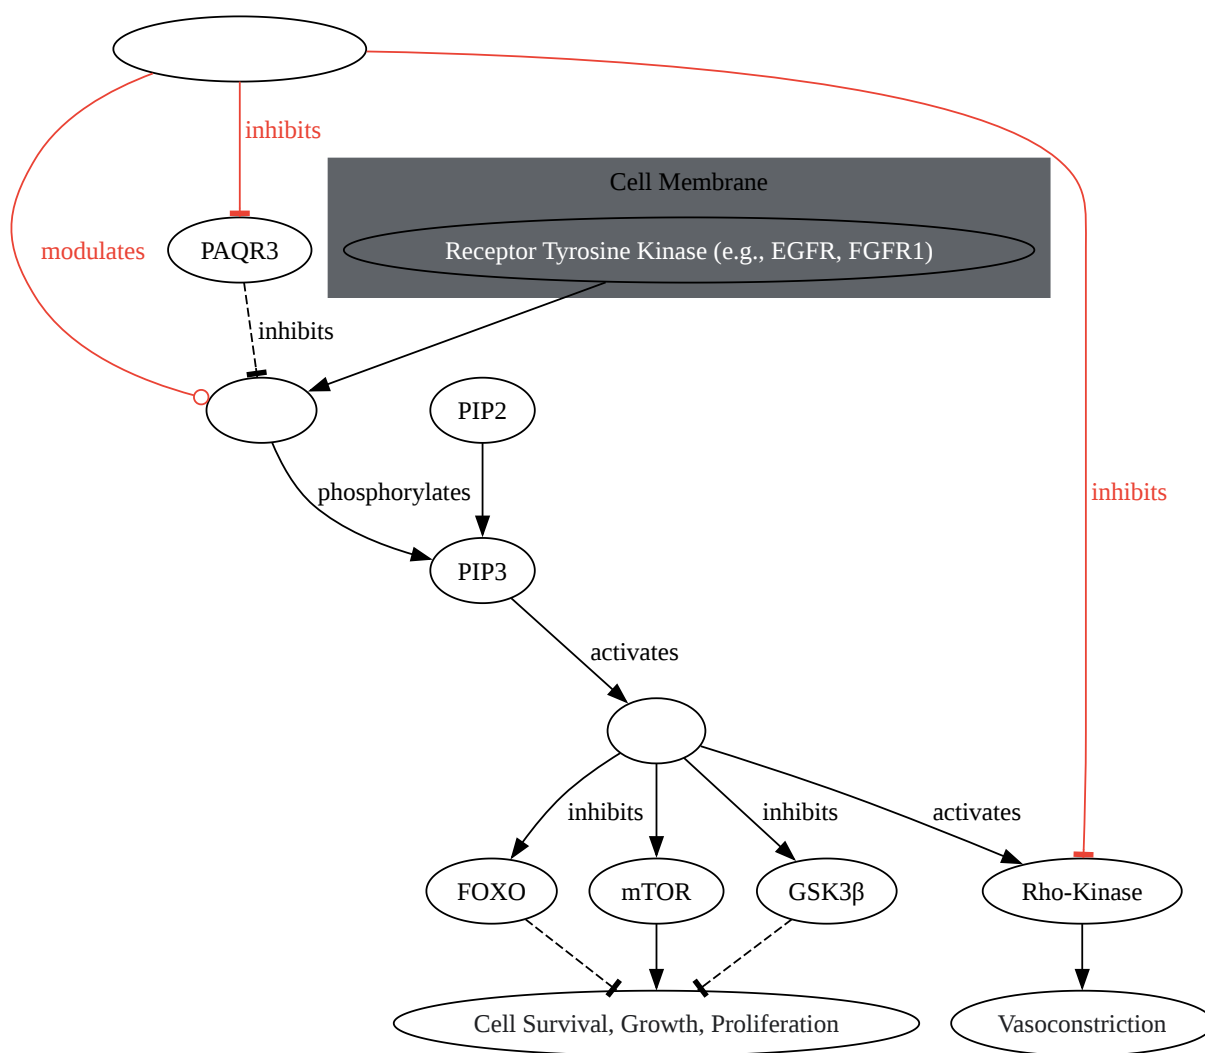 inhibits
Cell Membrane
modulates
PAQR3
Receptor Tyrosine Kinase (e.g., EGFR, FGFR1)
inhibits
PIP2
phosphorylates
inhibits
PIP3
activates
inhibits
inhibits
activates
FOXO
mTOR
GSK3β
Rho-Kinase
Cell Survival, Growth, Proliferation
Vasoconstriction